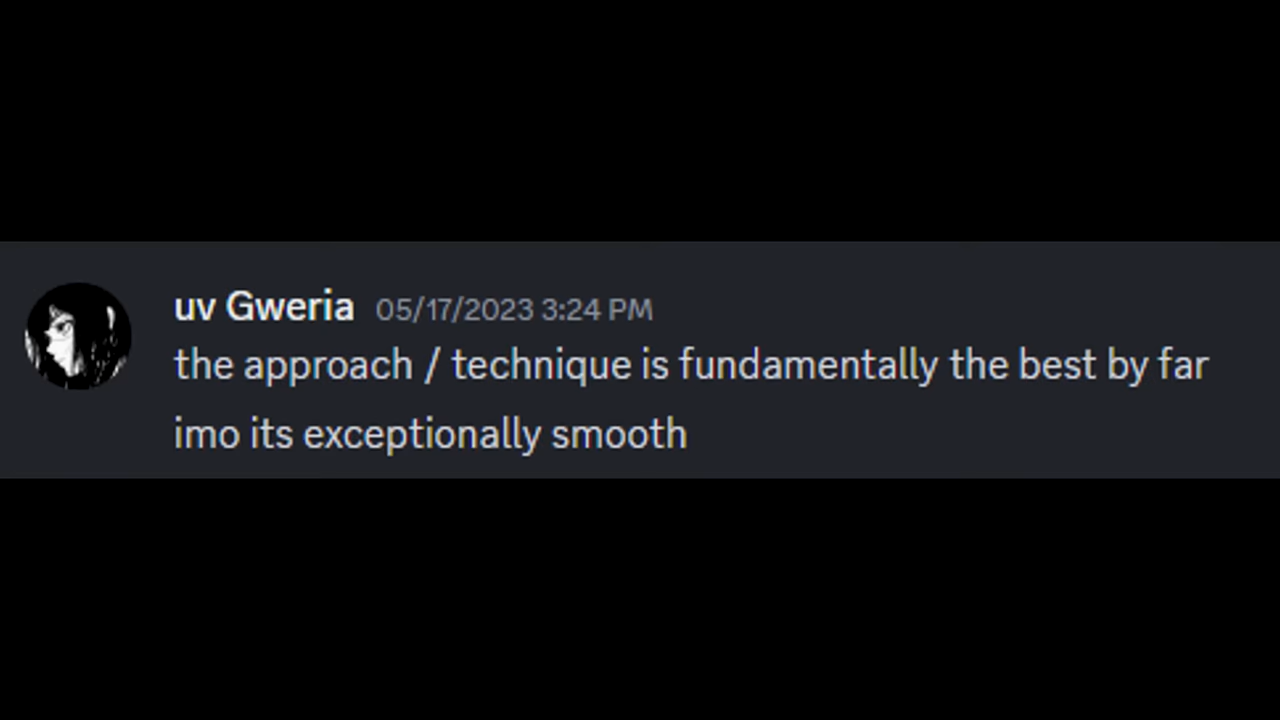 uv Gweria 05/17/2023 3:24 PM
the approach / technique is fundamentally the best by far
imo its exceptionally smooth